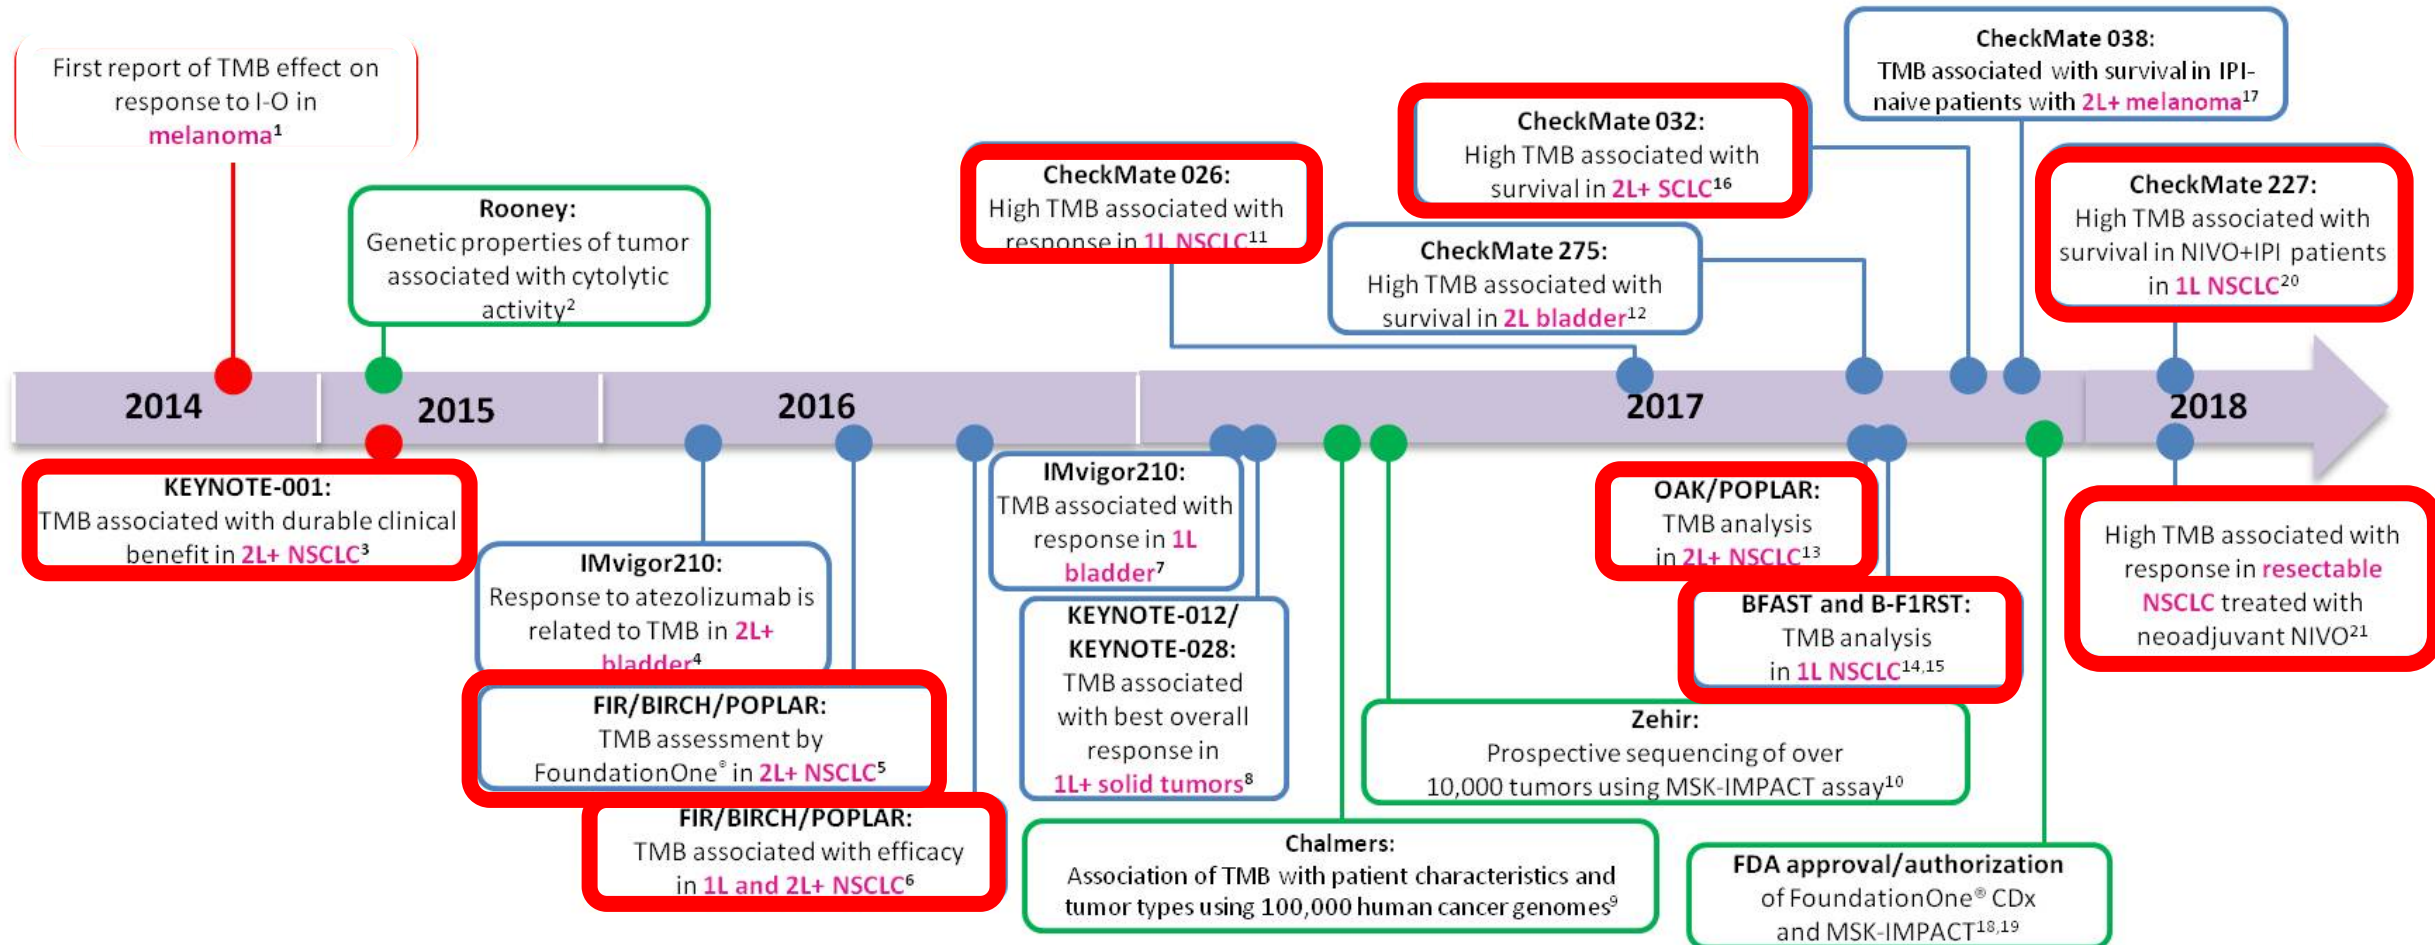 First report of TMB effect on
response to I-O in
melanoma¹
Rooney:
Genetic properties of tumor
associated with cytolytic
activity²
CheckMate 026:
High TMB associated with
response in 1L NSCLC¹¹
CheckMate 032:
High TMB associated with
survival in 2L+ SCLC¹⁶
CheckMate 275:
High TMB associated with
survival in 2L bladder¹²
CheckMate 038:
TMB associated with survival in IPI-
naive patients with 2L+ melanoma¹⁷
CheckMate 227:
High TMB associated with
survival in NIVO+IPI patients
in 1L NSCLC²⁰
2014
2015
2016
2017
2018
KEYNOTE-001:
TMB associated with durable clinical
benefit in 2L+ NSCLC³
IMvigor210:
Response to atezolizumab is
related to TMB in 2L+
bladder⁴
FIR/BIRCH/POPLAR:
TMB assessment by
FoundationOne® in 2L+ NSCLC⁵
FIR/BIRCH/POPLAR:
TMB associated with efficacy
in 1L and 2L+ NSCLC⁶
IMvigor210:
TMB associated with
response in 1L
bladder⁷
KEYNOTE-012/
KEYNOTE-028:
TMB associated
with best overall
response in
1L+ solid tumors⁸
Chalmers:
Association of TMB with patient characteristics and
tumor types using 100,000 human cancer genomes⁹
Zehir:
Prospective sequencing of over
10,000 tumors using MSK-IMPACT assay¹⁰
OAK/POPLAR:
TMB analysis
in 2L+ NSCLC¹³
BFAST and B-F1RST:
TMB analysis
in 1L NSCLC¹⁴,¹⁵
FDA approval/authorization
of FoundationOne® CDx
and MSK-IMPACT¹⁸,¹⁹
High TMB associated with
response in resectable
NSCLC treated with
neoadjuvant NIVO²¹